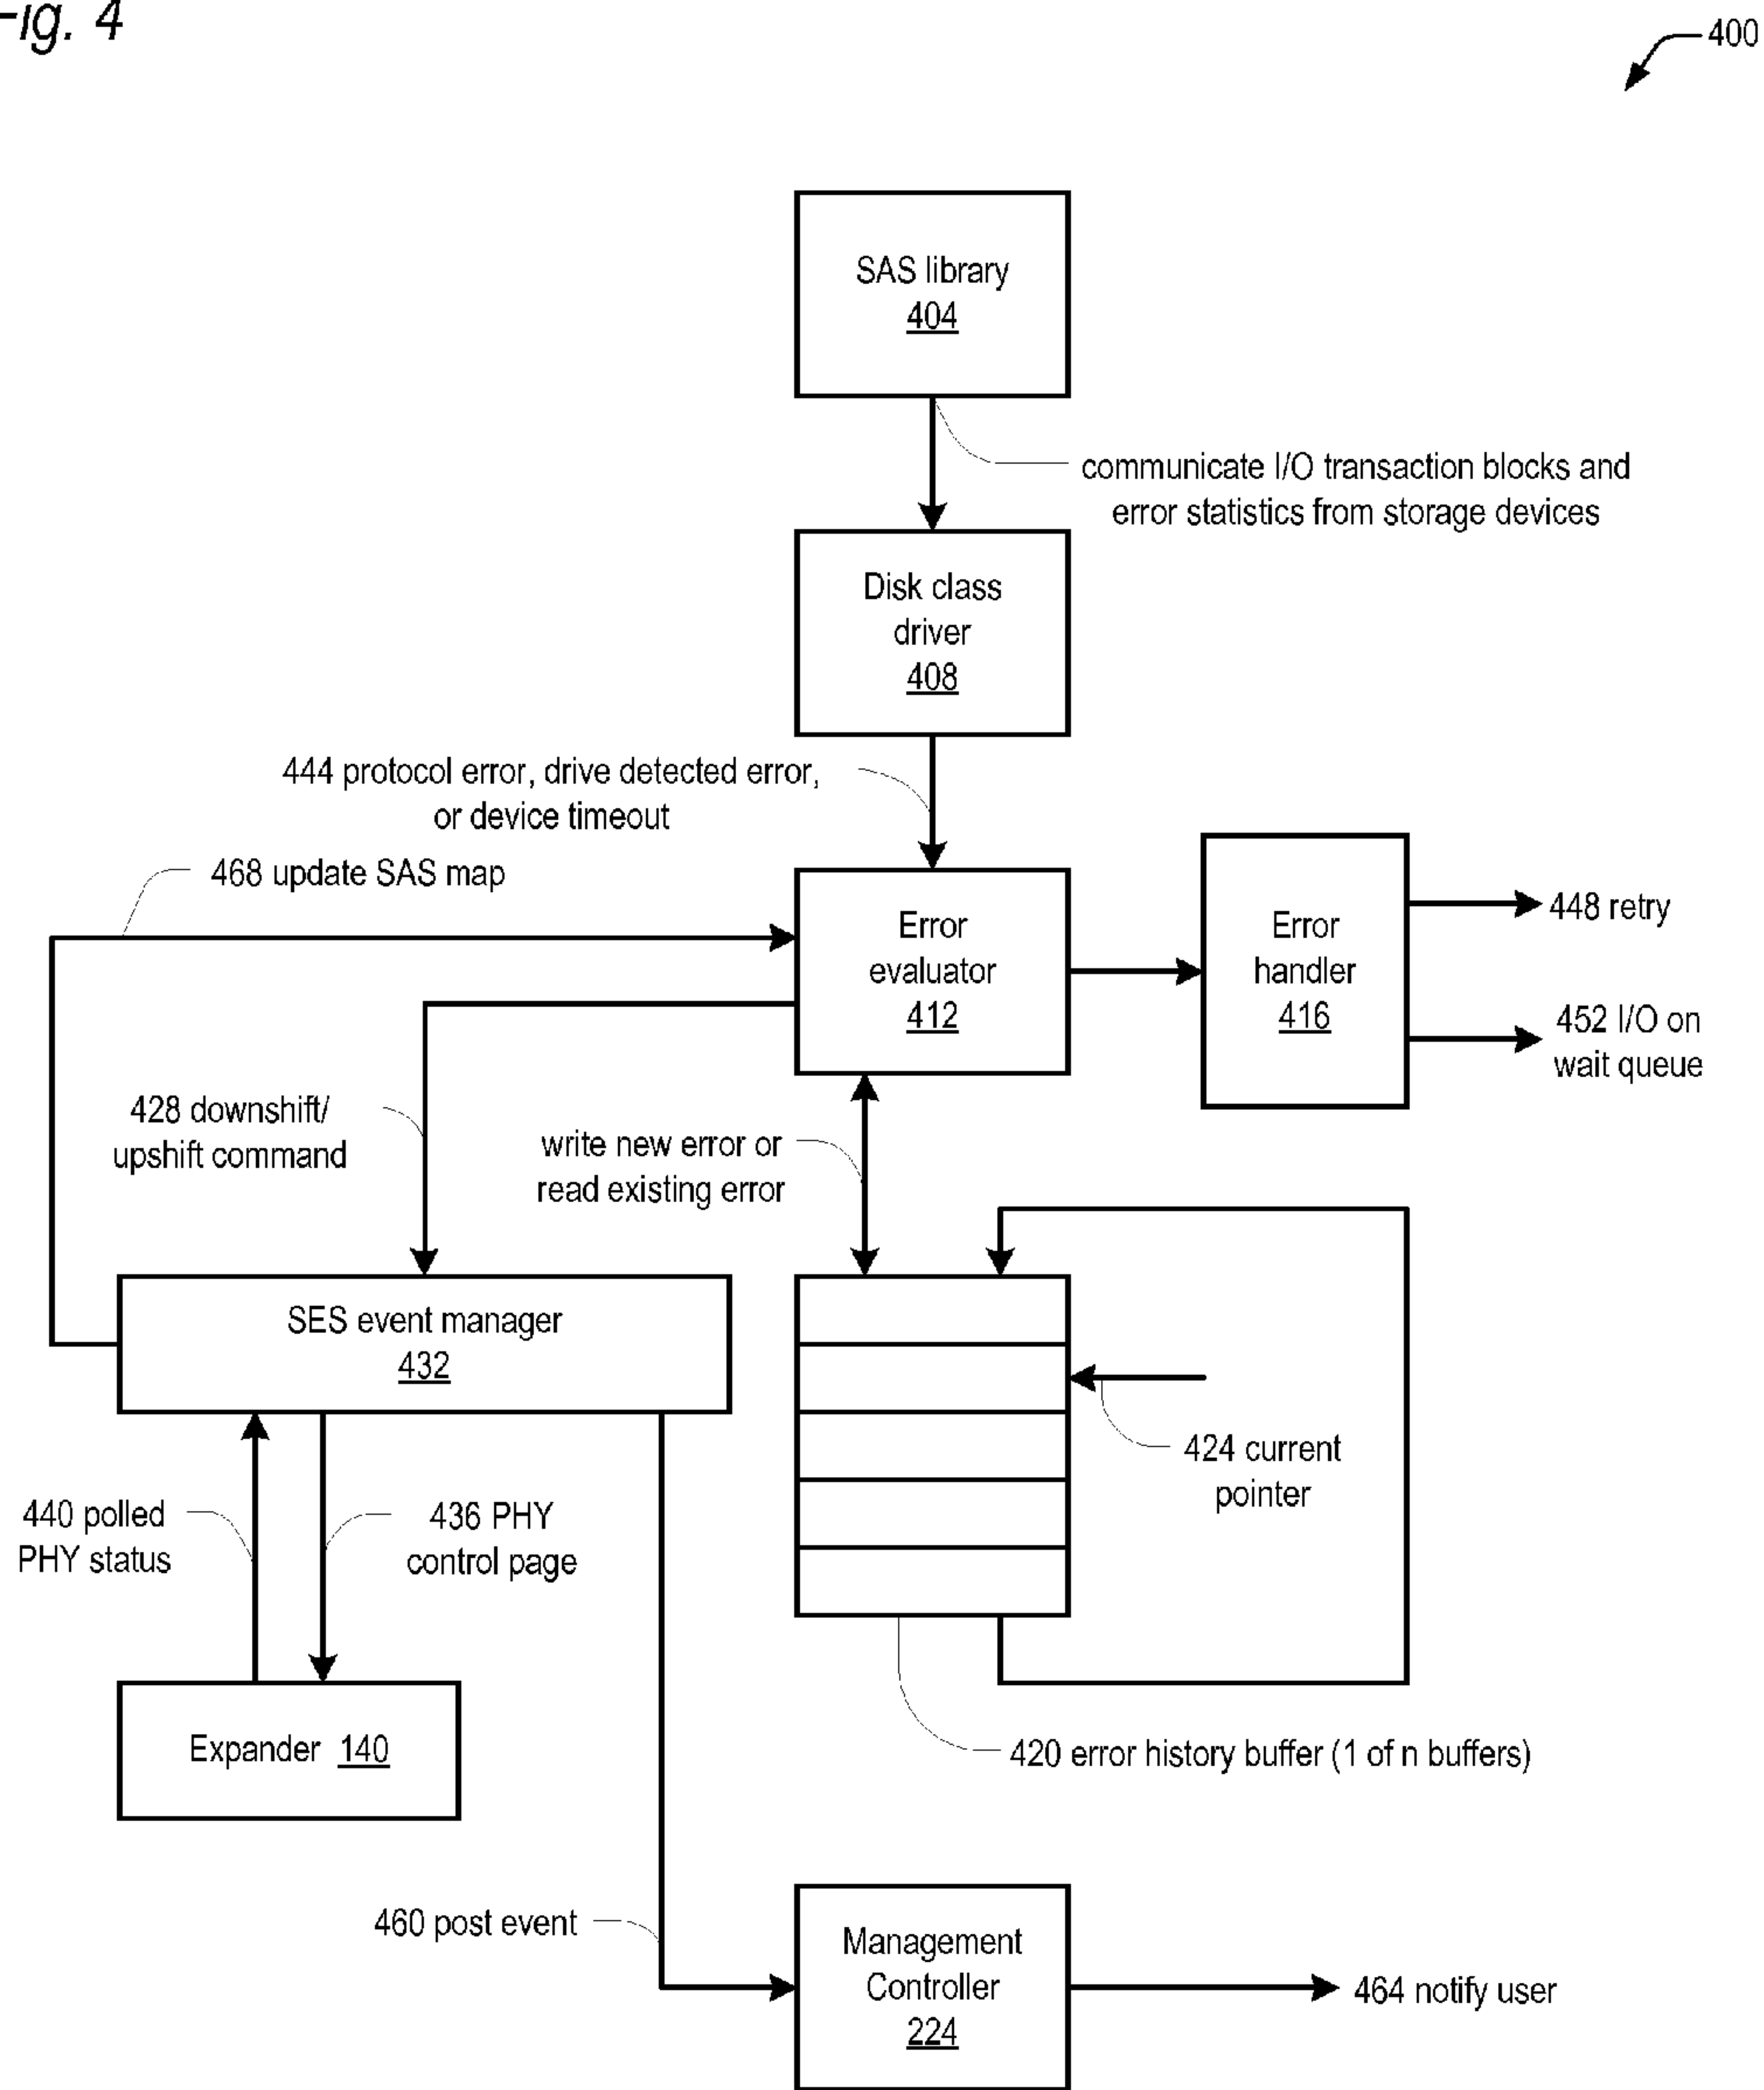 Fig. 4
400
SAS library
404
communicate I/O transaction blocks and
error statistics from storage devices
Disk class
driver
408
444 protocol error, drive detected error,
or device timeout
468 update SAS map
Error
evaluator
412
Error
handler
416
448 retry
452 I/O on
wait queue
428 downshift/
upshift command
write new error or
read existing error
SES event manager
432
424 current
pointer
440 polled
PHY status
436 PHY
control page
Expander 140
420 error history buffer (1 of n buffers)
460 post event
Management
Controller
224
464 notify user